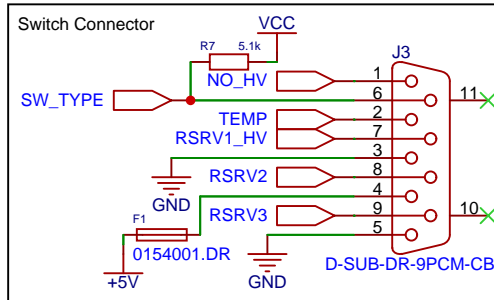 Switch Connector
VCC
R7 5.1k
J3
NO_HV 1
SW_TYPE 6 11
TEMP 2
RSRV1_HV 7
3
RSRV2 8
GND 4
F1 RSRV3 9 10
0154001.DR 5
+5V GND D-SUB-DR-9PCM-CB